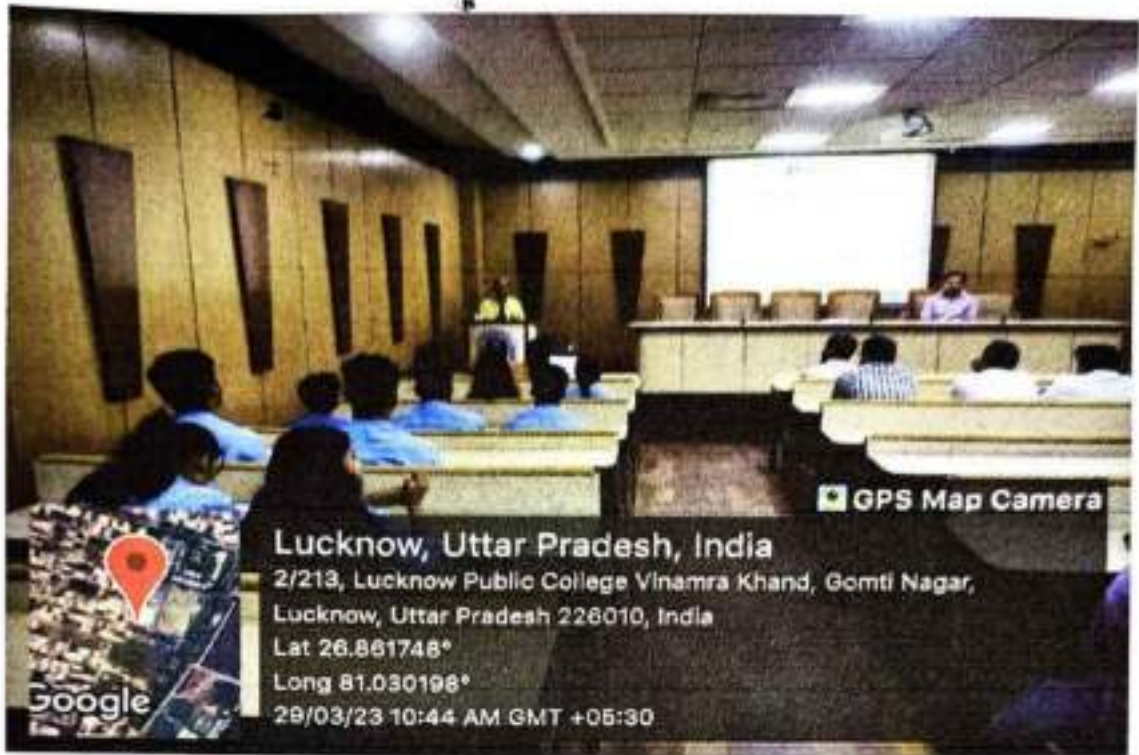 GPS Map Camera
Lucknow, Uttar Pradesh, India
2/213, Lucknow Public College Vinamra Khand, Gomti Nagar,
Lucknow, Uttar Pradesh 226010, India
Lat 26.861748°
Long 81.030198°
29/03/23 10:44 AM GMT +05:30
Google